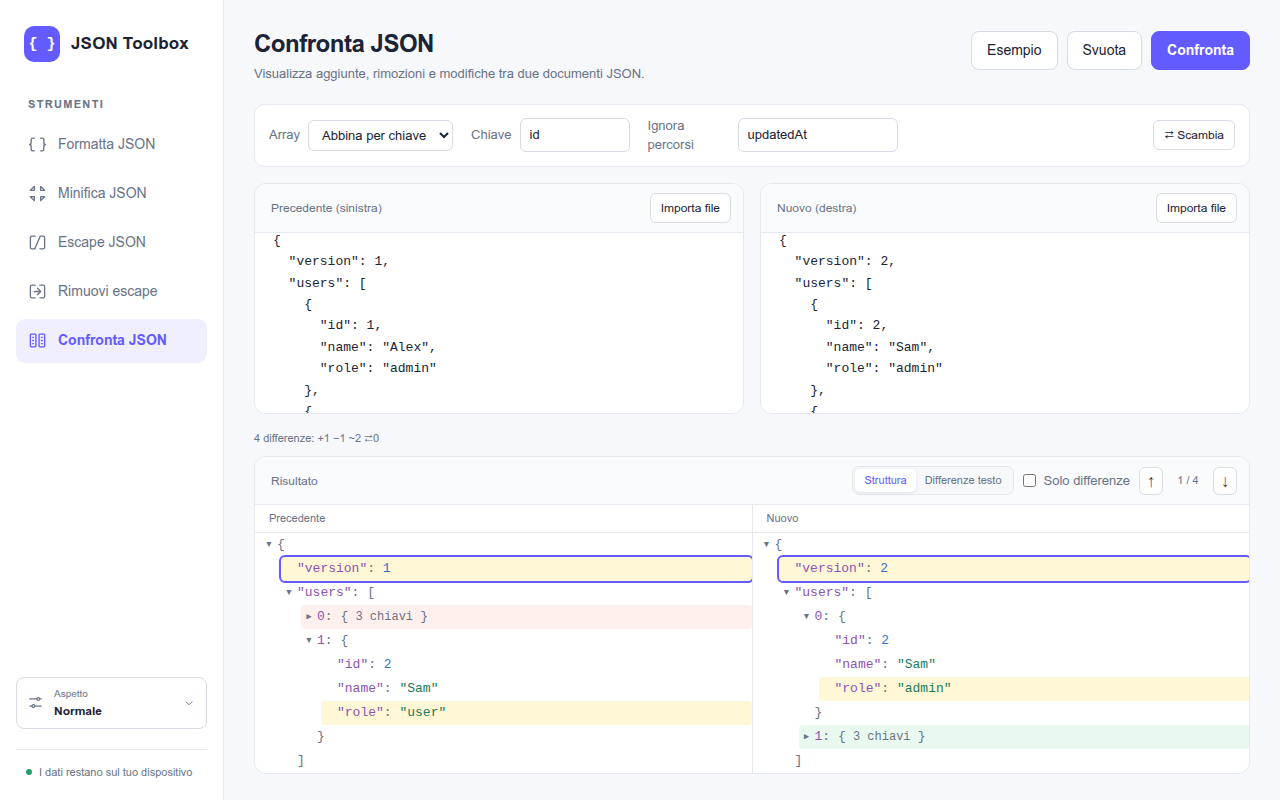 { } JSON Toolbox
STRUMENTI
Formatta JSON
Minifica JSON
Escape JSON
Rimuovi escape
Confronta JSON
Aspetto
Normale
I dati restano sul tuo dispositivo
Confronta JSON
Visualizza aggiunte, rimozioni e modifiche tra due documenti JSON.
Esempio
Svuota
Confronta
Array
Abbina per chiave
Chiave
id
Ignora percorsi
updatedAt
⇄ Scambia
Precedente (sinistra)
Importa file
{
"version": 1,
"users": [
{
"id": 1,
"name": "Alex",
"role": "admin"
},
{
Nuovo (destra)
Importa file
{
"version": 2,
"users": [
{
"id": 2,
"name": "Sam",
"role": "admin"
},
{
4 differenze: +1 −1 ~2 ⇄0
Risultato
Struttura
Differenze testo
Solo differenze
↑
1 / 4
↓
Precedente
▾ {
"version": 1
▾ "users": [
▸ 0: { 3 chiavi }
▾ 1: {
"id": 2
"name": "Sam"
"role": "user"
}
]
Nuovo
▾ {
"version": 2
▾ "users": [
▾ 0: {
"id": 2
"name": "Sam"
"role": "admin"
}
▸ 1: { 3 chiavi }
]